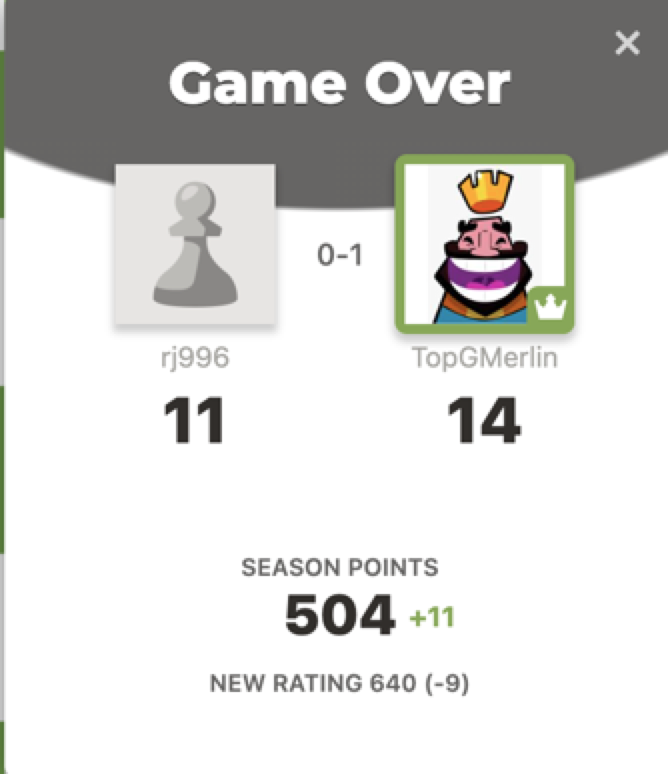 Game Over
0-1
rj996 TopGMerlin
11 14
SEASON POINTS
504 +11
NEW RATING 640 (-9)